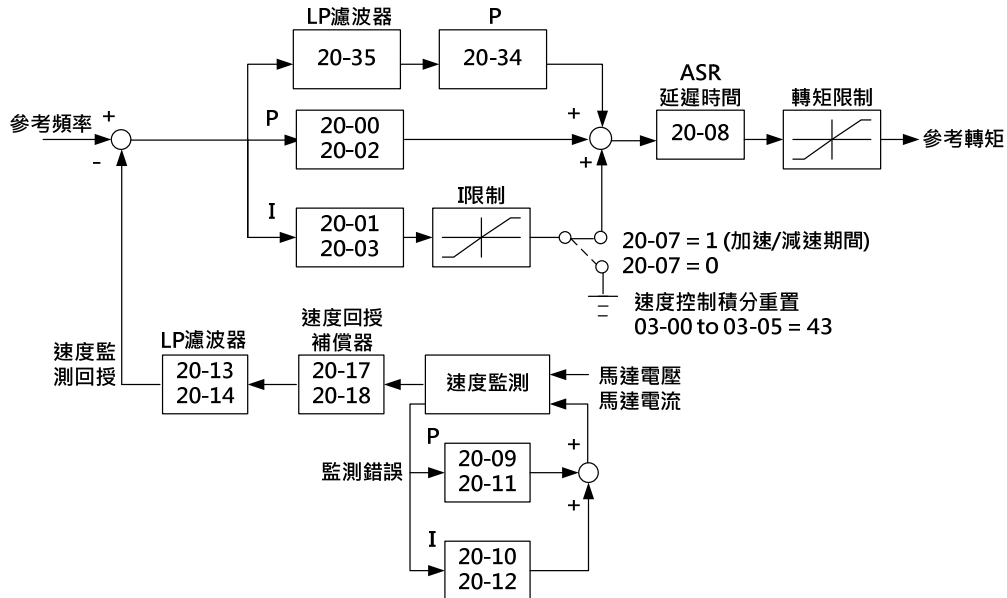 LP濾波器
20-35
P
20-34
參考頻率
+
-
P
20-00
20-02
+
+
ASR
延遲時間
20-08
轉矩限制
參考轉矩
I
20-01
20-03
I限制
20-07 = 1 (加速/減速期間)
20-07 = 0
速度控制積分重置
03-00 to 03-05 = 43
速度監
測回授
LP濾波器
20-13
20-14
速度回授
補償器
20-17
20-18
速度監測
馬達電壓
馬達電流
監測錯誤
P
20-09
20-11
+
+
I
20-10
20-12